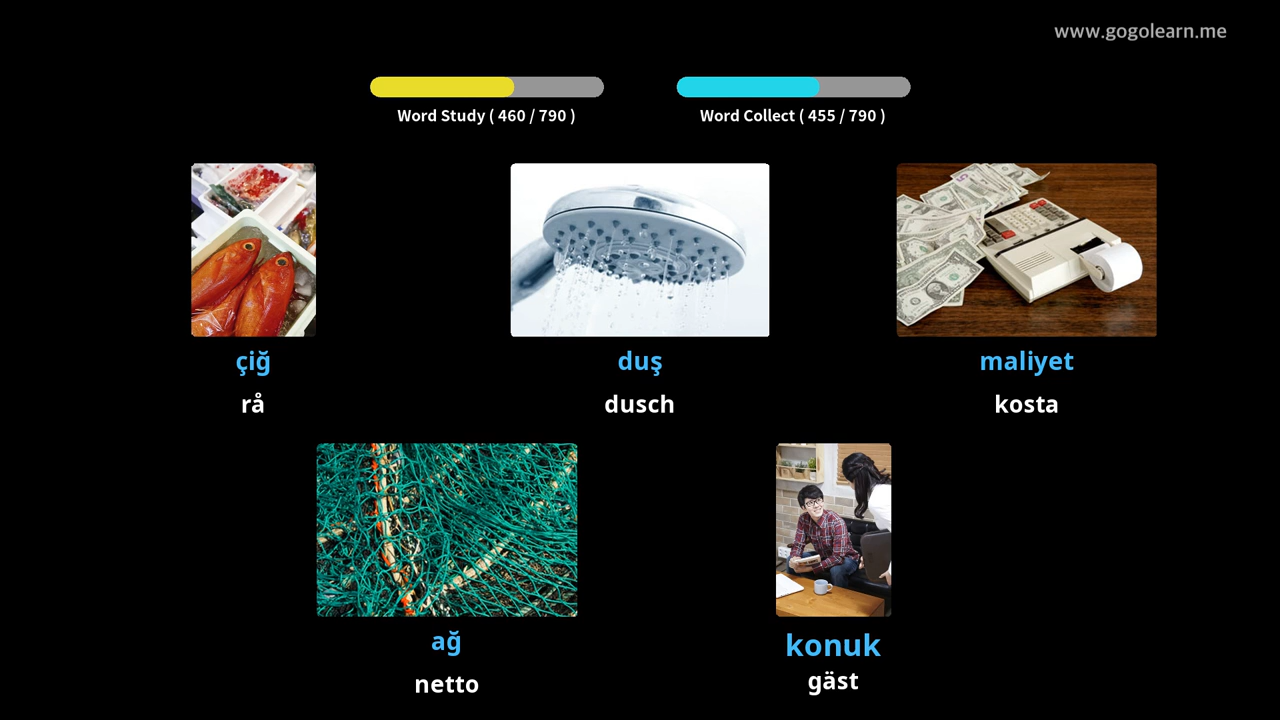 www.gogolearn.me
Word Study ( 460 / 790 )
Word Collect ( 455 / 790 )
çiğ
duş
maliyet
rå
dusch
kosta
ağ
konuk
netto
gäst